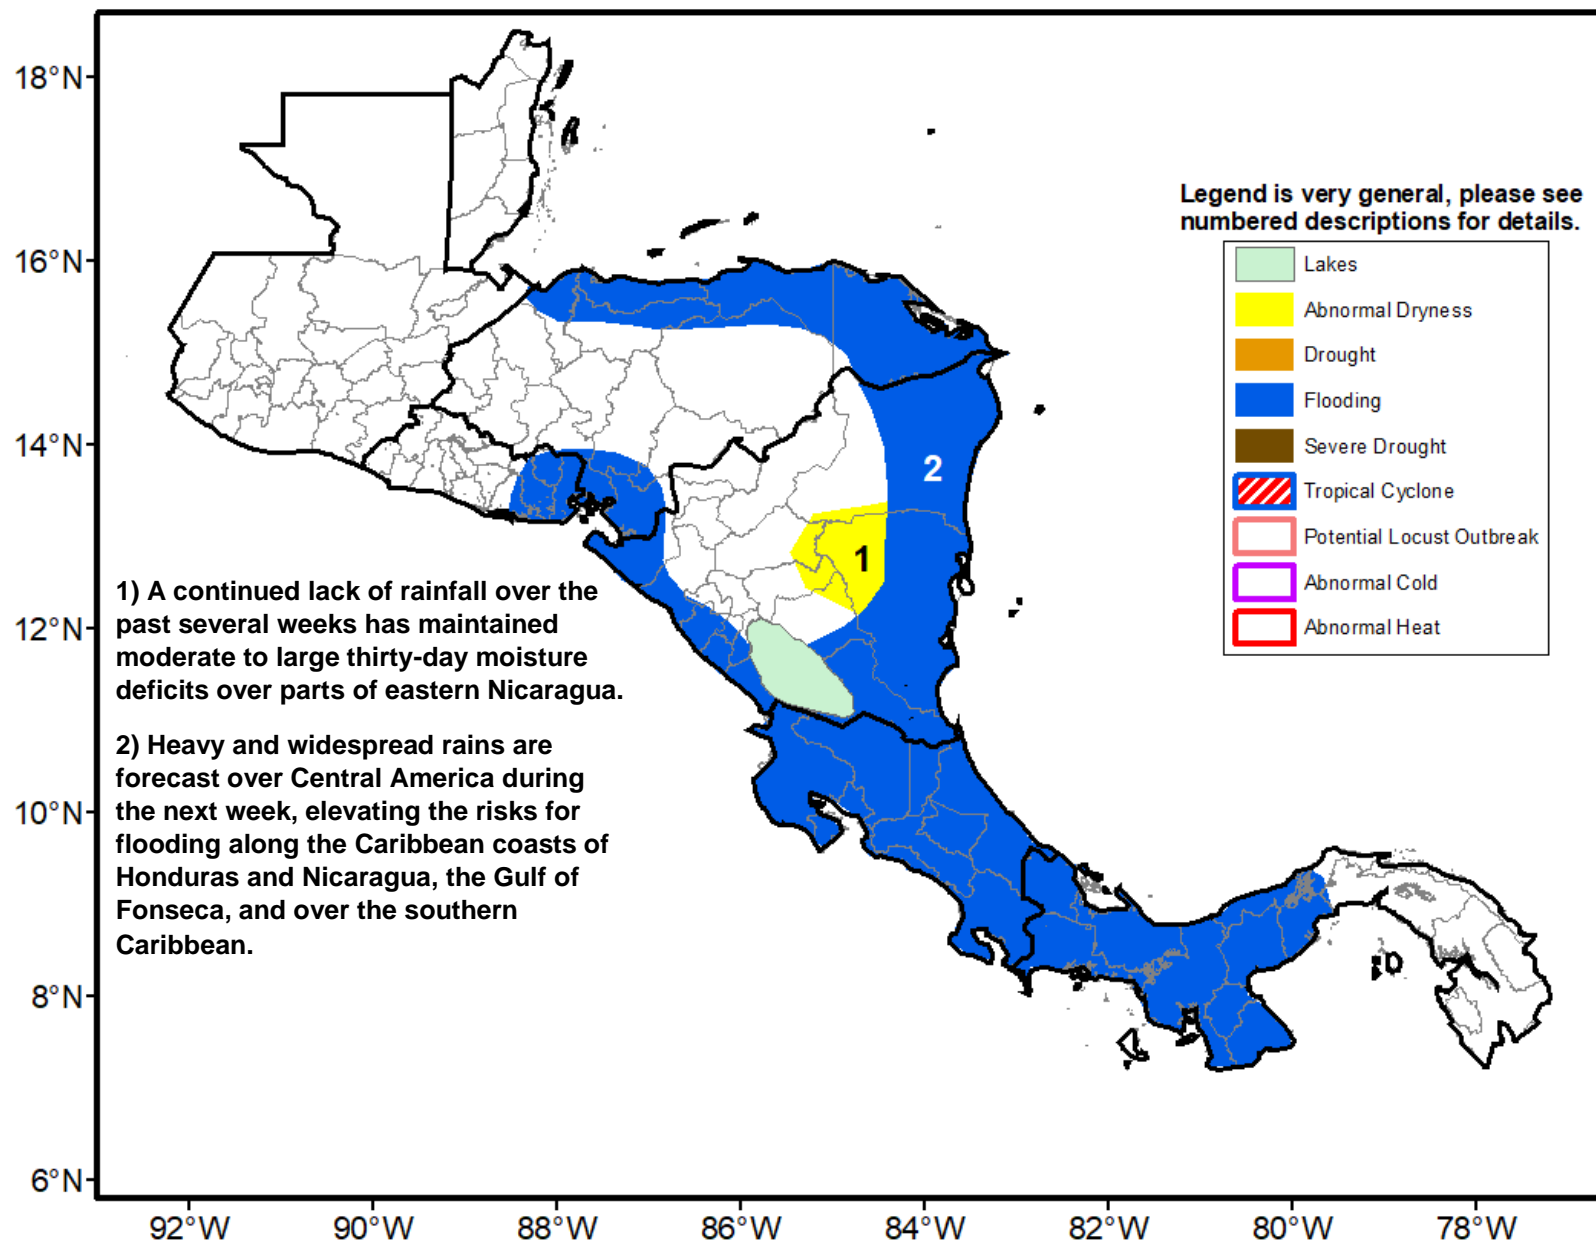 18°N
16°N
14°N
12°N
10°N
8°N
6°N
92°W
90°W
88°W
86°W
84°W
82°W
80°W
78°W
Legend is very general, please see
numbered descriptions for details.
Lakes
Abnormal Dryness
Drought
Flooding
Severe Drought
Tropical Cyclone
Potential Locust Outbreak
Abnormal Cold
Abnormal Heat
2
1
1) A continued lack of rainfall over the
past several weeks has maintained
moderate to large thirty-day moisture
deficits over parts of eastern Nicaragua.
2) Heavy and widespread rains are
forecast over Central America during
the next week, elevating the risks for
flooding along the Caribbean coasts of
Honduras and Nicaragua, the Gulf of
Fonseca, and over the southern
Caribbean.